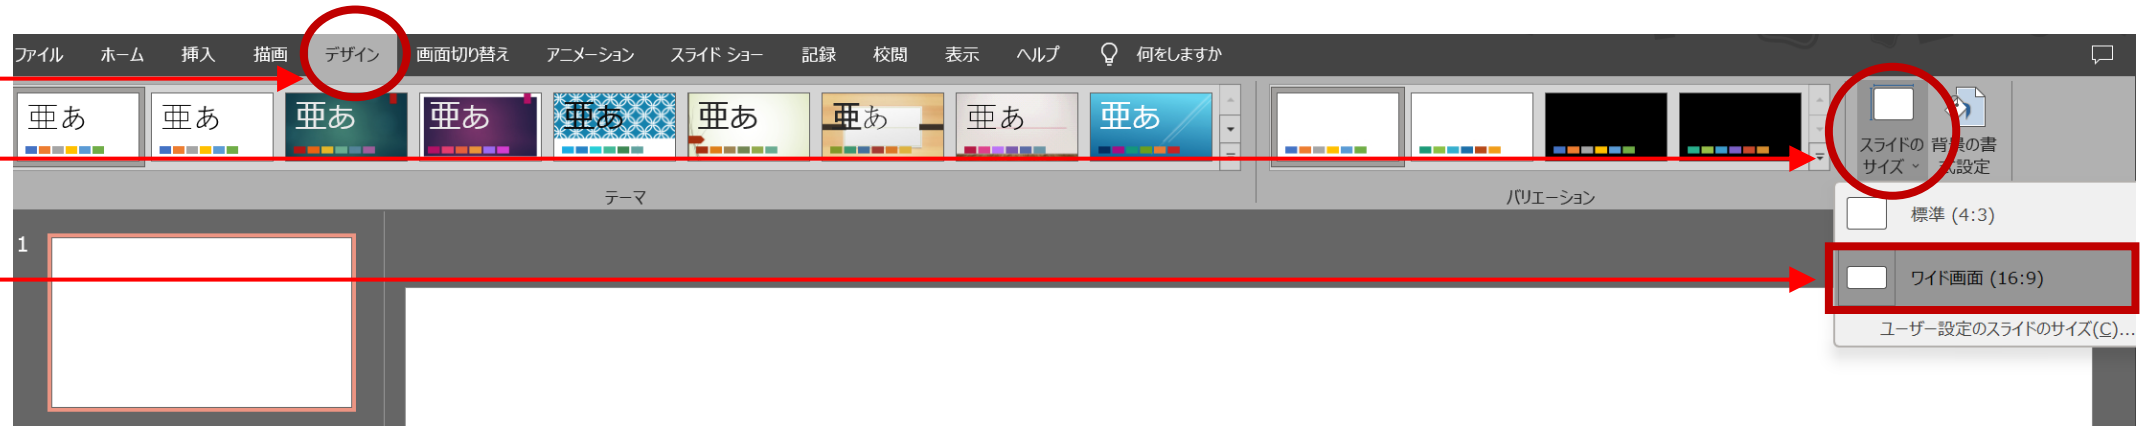 ファイル ホーム 挿入 描画 デザイン 画面切り替え アニメーション スライド ショー 記録 校閲 表示 ヘルプ 何をしますか
亜あ 亜あ 亜あ 亜あ 亜あ 亜あ 亜あ 亜あ 亜あ
スライドの
サイズ
背景の書
式設定
テーマ
バリエーション
標準 (4:3)
ワイド画面 (16:9)
ユーザー設定のスライドのサイズ(C)...
1